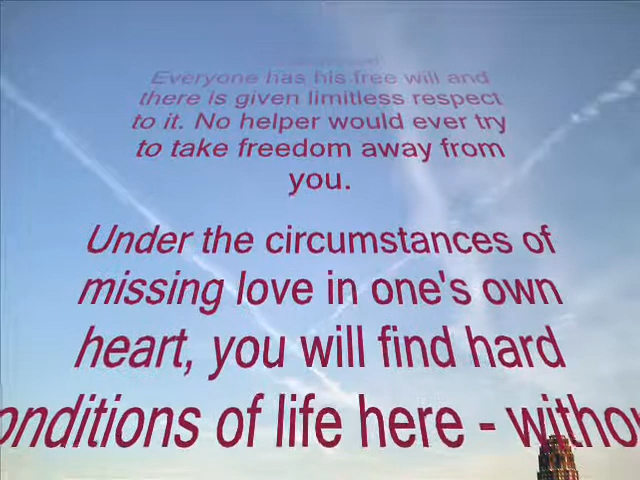 Everyone has his free will and
there is given limitless respect
to it. No helper would ever try
to take freedom away from
you.
Under the circumstances of
missing love in one's own
heart, you will find hard
onditions of life here - withou